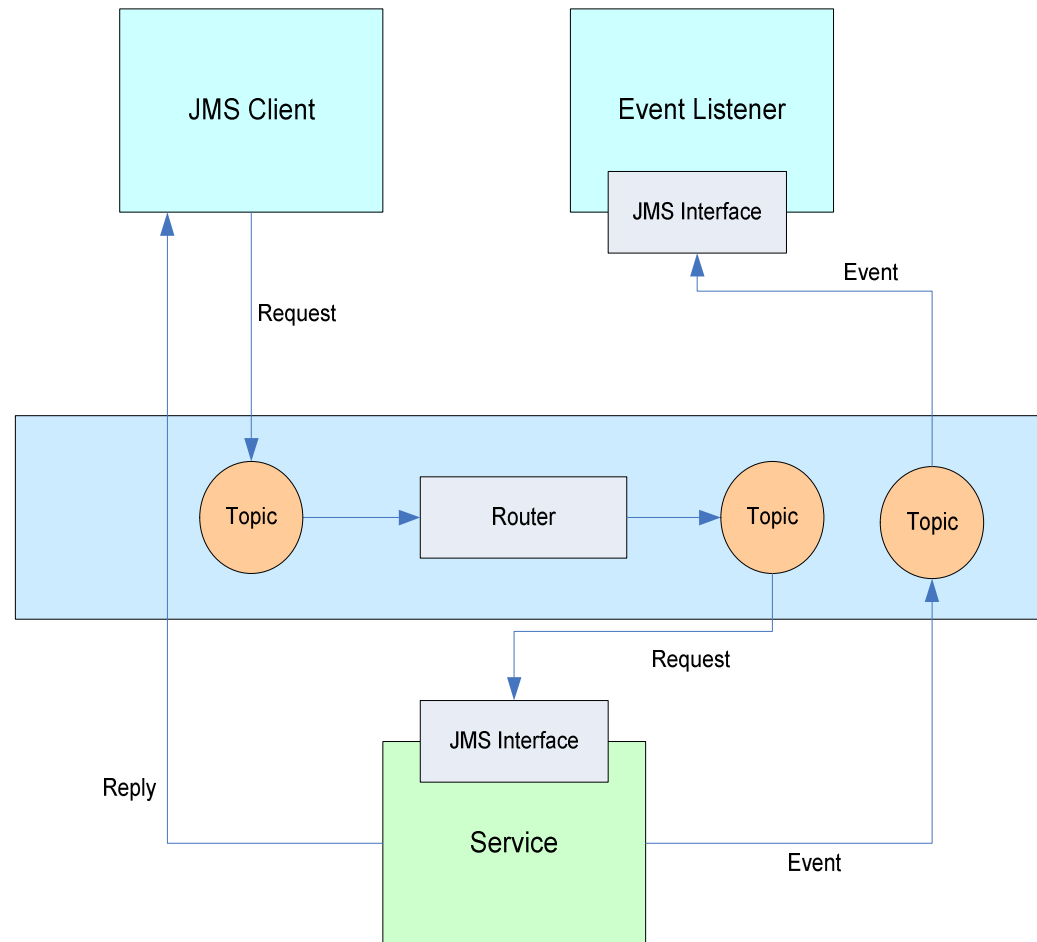 JMS Client
Event Listener
JMS Interface
Event
Request
Topic
Router
Topic
Topic
Request
JMS Interface
Reply
Service
Event